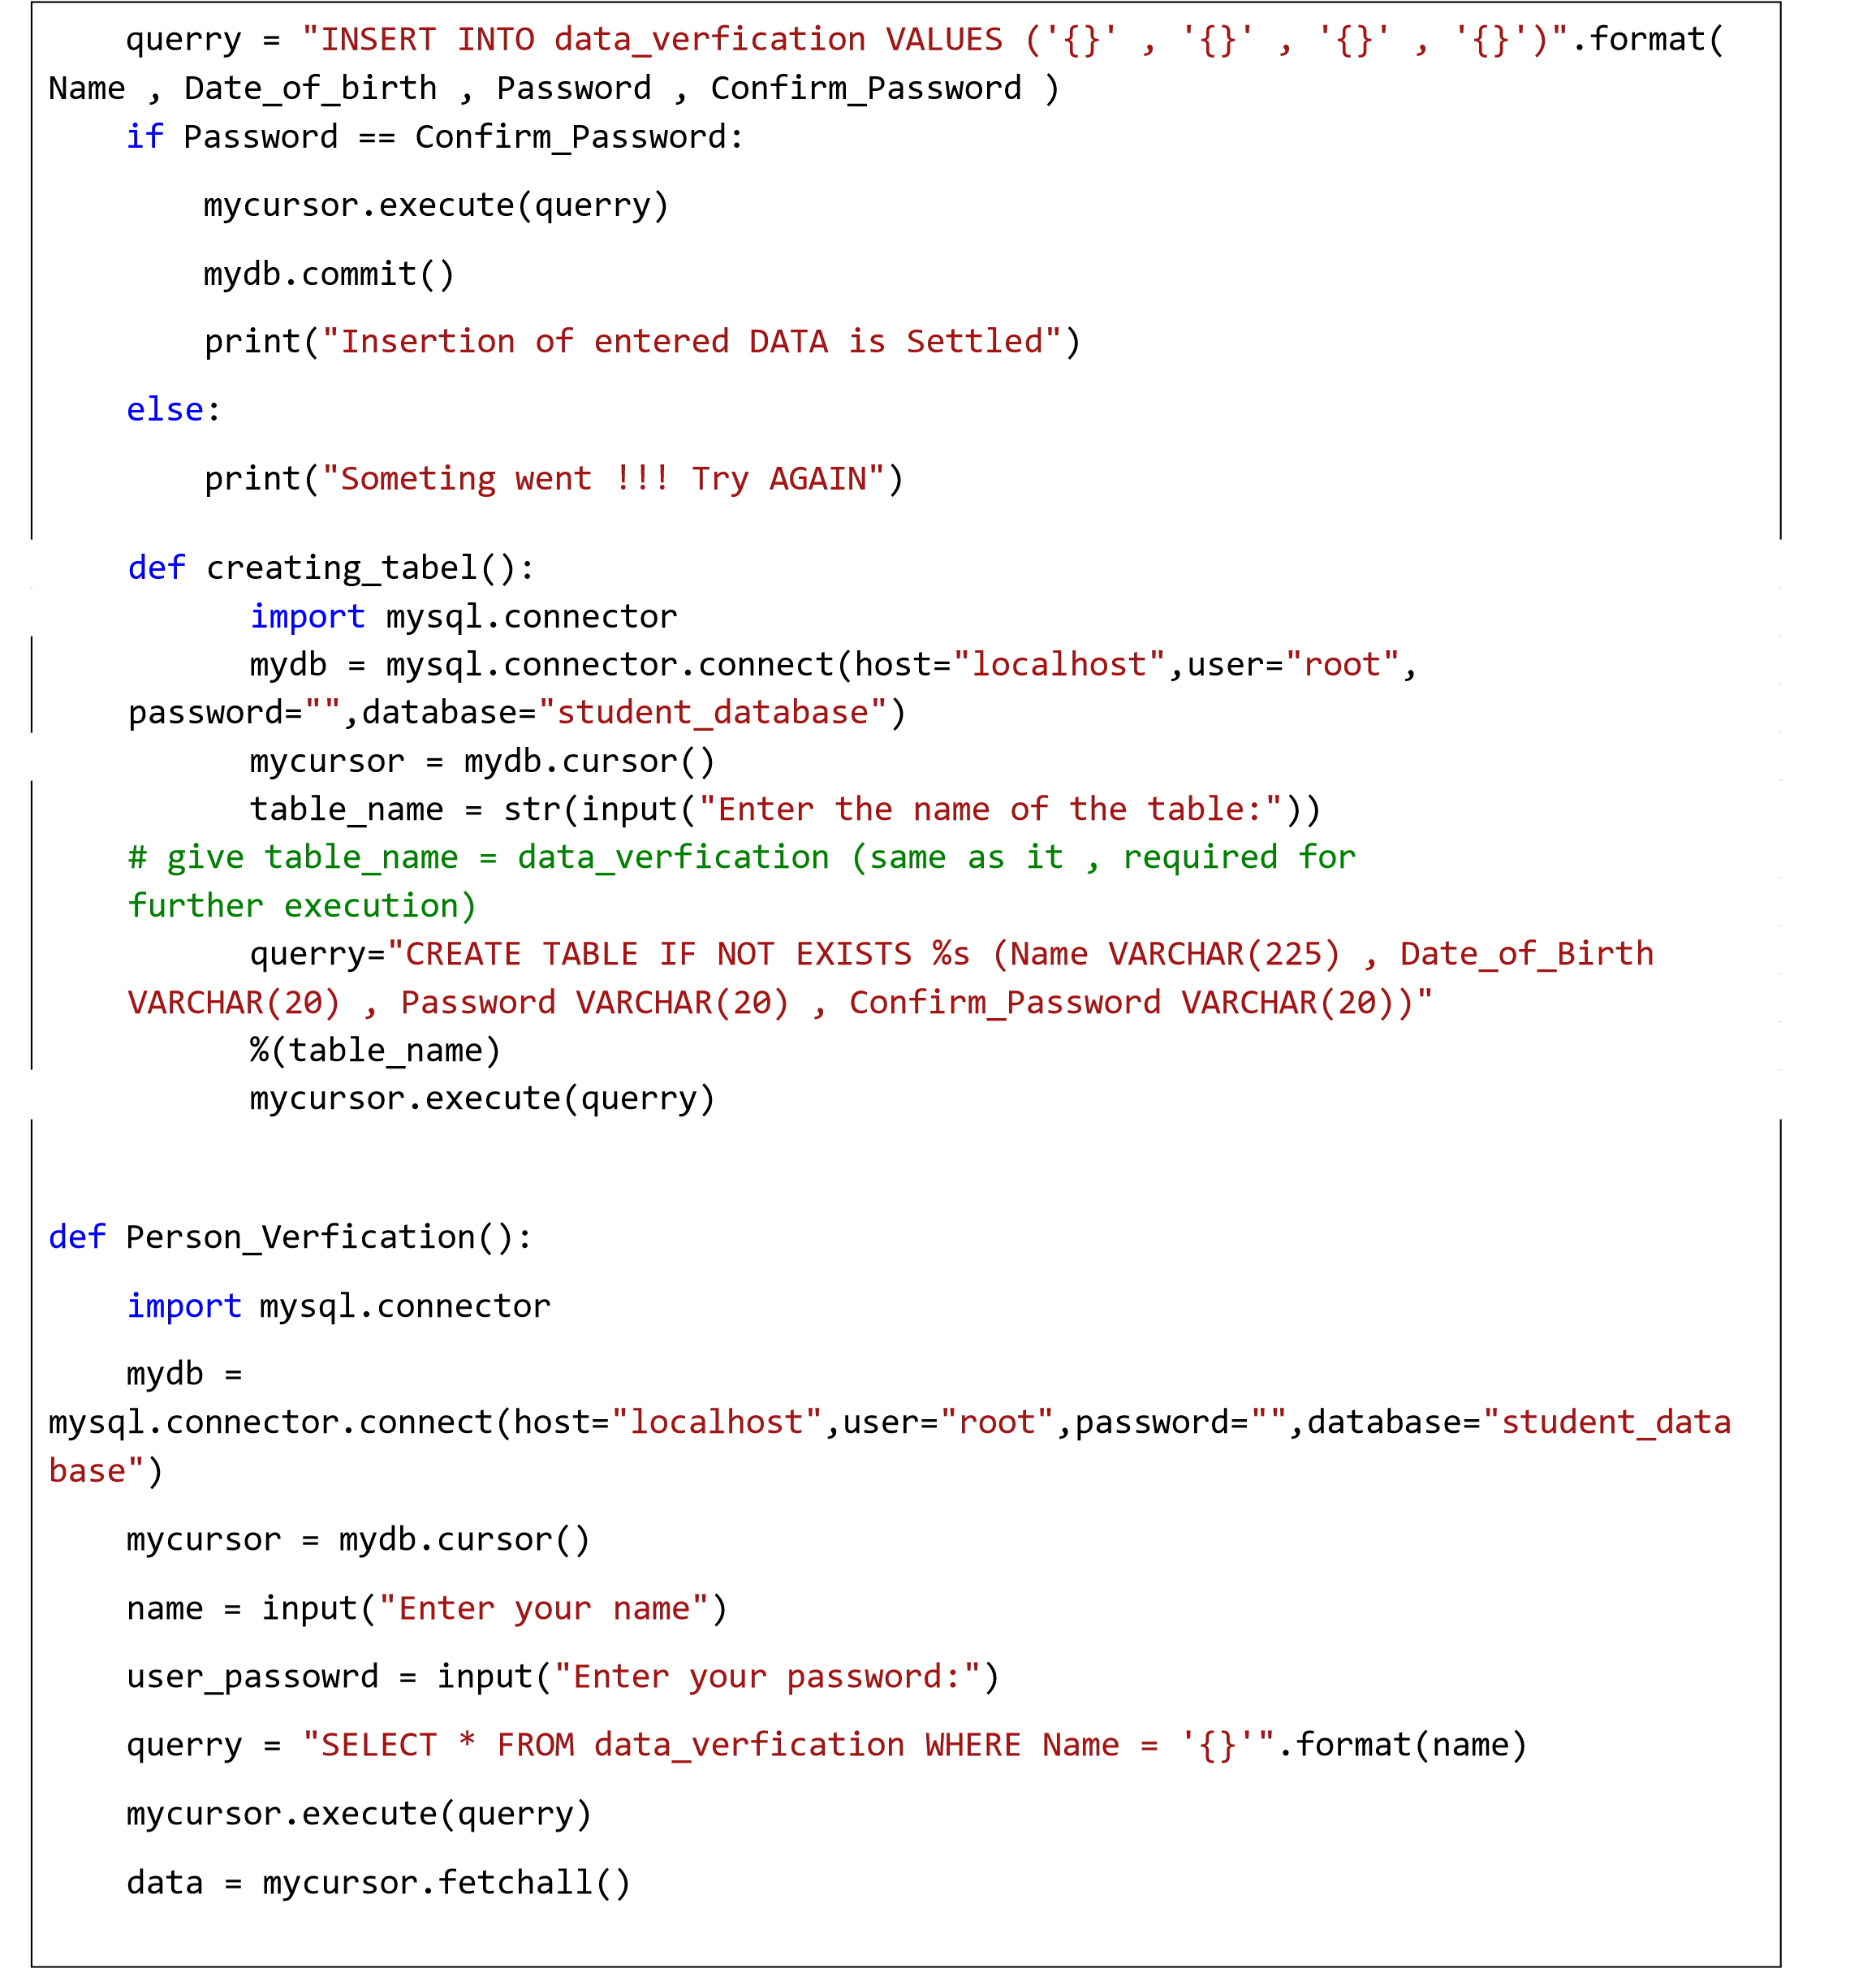 querry = "INSERT INTO data_verfication VALUES ('{}' , '{}' , '{}' , '{}')".format(
Name , Date_of_birth , Password , Confirm_Password )
if Password == Confirm_Password:
mycursor.execute(querry)
mydb.commit()
print("Insertion of entered DATA is Settled")
else:
print("Someting went !!! Try AGAIN")
def creating_tabel():
import mysql.connector
mydb = mysql.connector.connect(host="localhost",user="root",
password="",database="student_database")
mycursor = mydb.cursor()
table_name = str(input("Enter the name of the table:"))
# give table_name = data_verfication (same as it , required for
further execution)
querry="CREATE TABLE IF NOT EXISTS %s (Name VARCHAR(225) , Date_of_Birth
VARCHAR(20) , Password VARCHAR(20) , Confirm_Password VARCHAR(20))"
%(table_name)
mycursor.execute(querry)
def Person_Verfication():
import mysql.connector
mydb =
mysql.connector.connect(host="localhost",user="root",password="",database="student_data
base")
mycursor = mydb.cursor()
name = input("Enter your name")
user_passowrd = input("Enter your password:")
querry = "SELECT * FROM data_verfication WHERE Name = '{}'".format(name)
mycursor.execute(querry)
data = mycursor.fetchall()